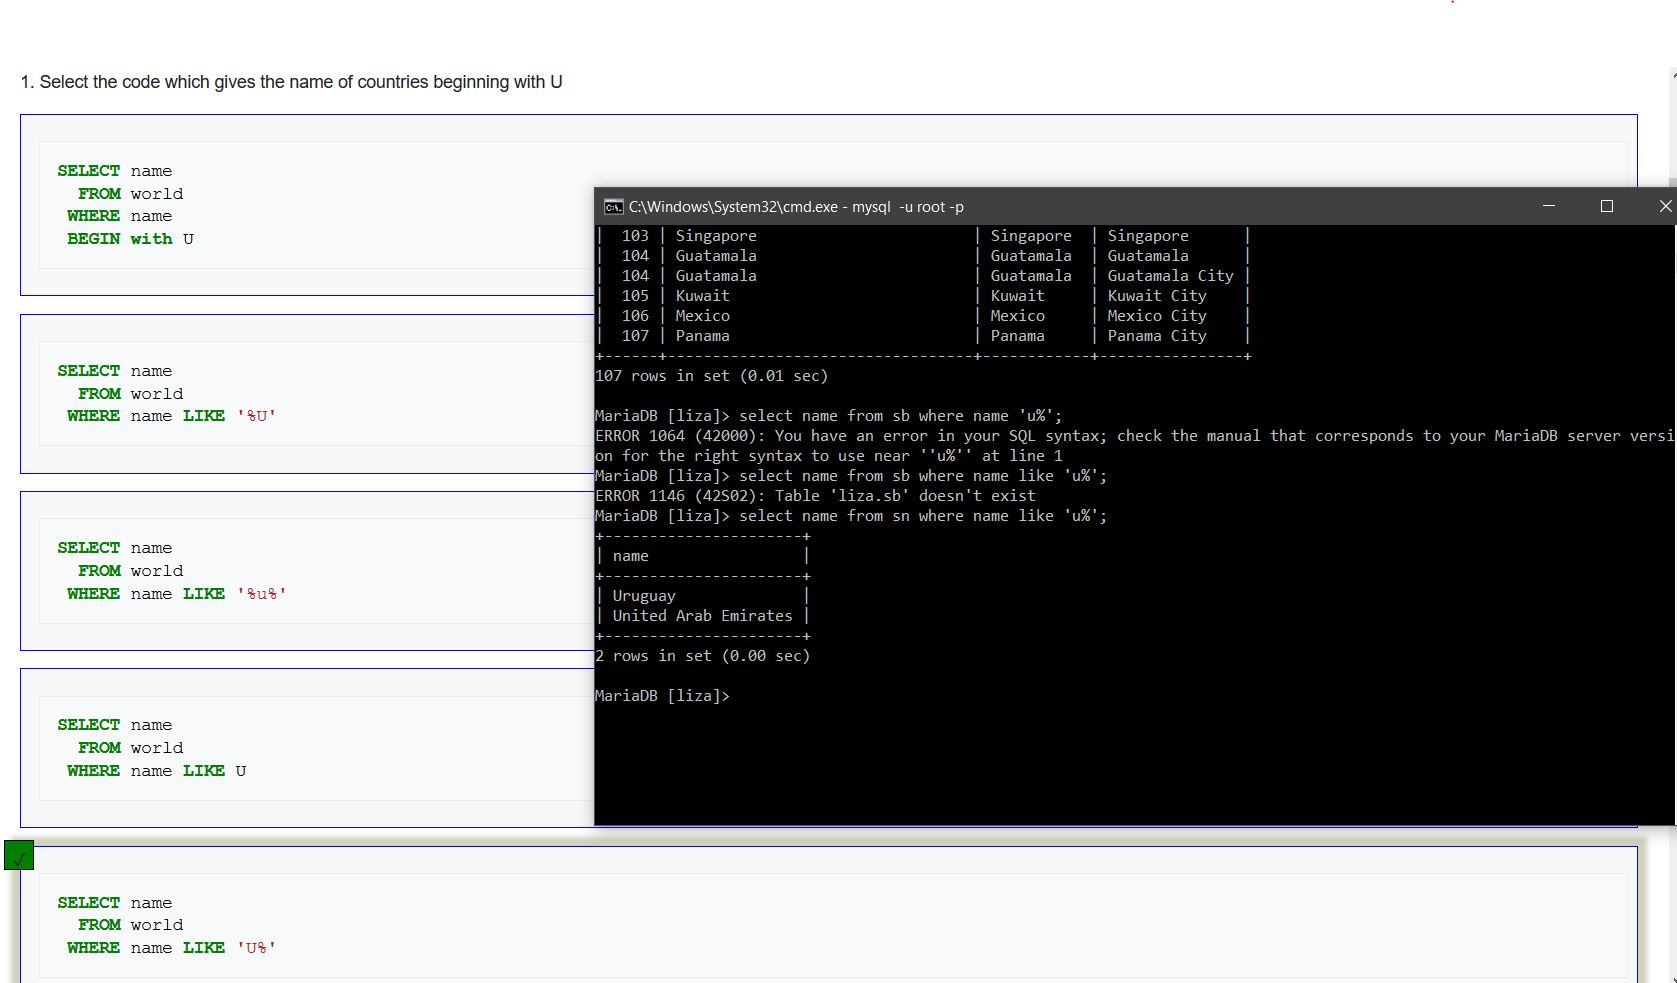 1. Select the code which gives the name of countries beginning with U
SELECT name
FROM world
WHERE name
BEGIN with U
SELECT name
FROM world
WHERE name LIKE '%U'
SELECT name
FROM world
WHERE name LIKE '%u%'
SELECT name
FROM world
WHERE name LIKE U
✓
SELECT name
FROM world
WHERE name LIKE 'U%'
C:\Windows\System32\cmd.exe - mysql -u root -p
| 103 | Singapore | Singapore | Singapore |
| 104 | Guatamala | Guatamala | Guatamala |
| 104 | Guatamala | Guatamala | Guatamala City |
| 105 | Kuwait | Kuwait | Kuwait City |
| 106 | Mexico | Mexico | Mexico City |
| 107 | Panama | Panama | Panama City |
+------+----------------------------------+------------+----------------+
107 rows in set (0.01 sec)
MariaDB [liza]> select name from sb where name 'u%';
ERROR 1064 (42000): You have an error in your SQL syntax; check the manual that corresponds to your MariaDB server versi
on for the right syntax to use near ''u%'' at line 1
MariaDB [liza]> select name from sb where name like 'u%';
ERROR 1146 (42S02): Table 'liza.sb' doesn't exist
MariaDB [liza]> select name from sn where name like 'u%';
+----------------------+
| name |
+----------------------+
| Uruguay |
| United Arab Emirates |
+----------------------+
2 rows in set (0.00 sec)
MariaDB [liza]>